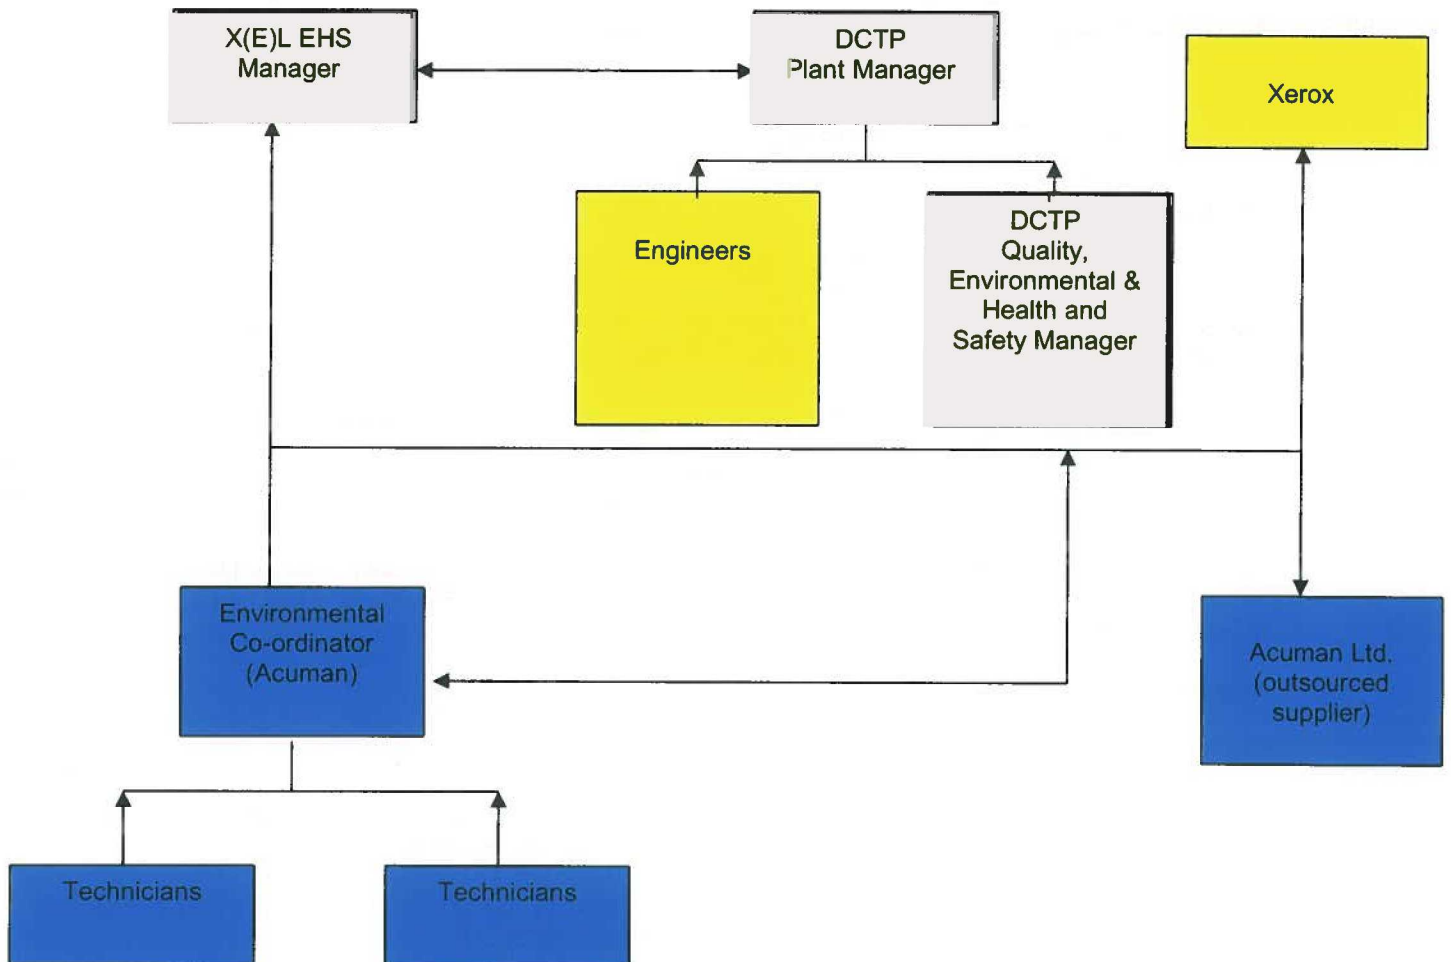 X(E)L EHS
Manager
DCTP
Plant Manager
Xerox
Engineers
DCTP
Quality,
Environmental &
Health and
Safety Manager
Environmental
Co-ordinator
(Acuman)
Acuman Ltd.
(outsourced
supplier)
Technicians
Technicians